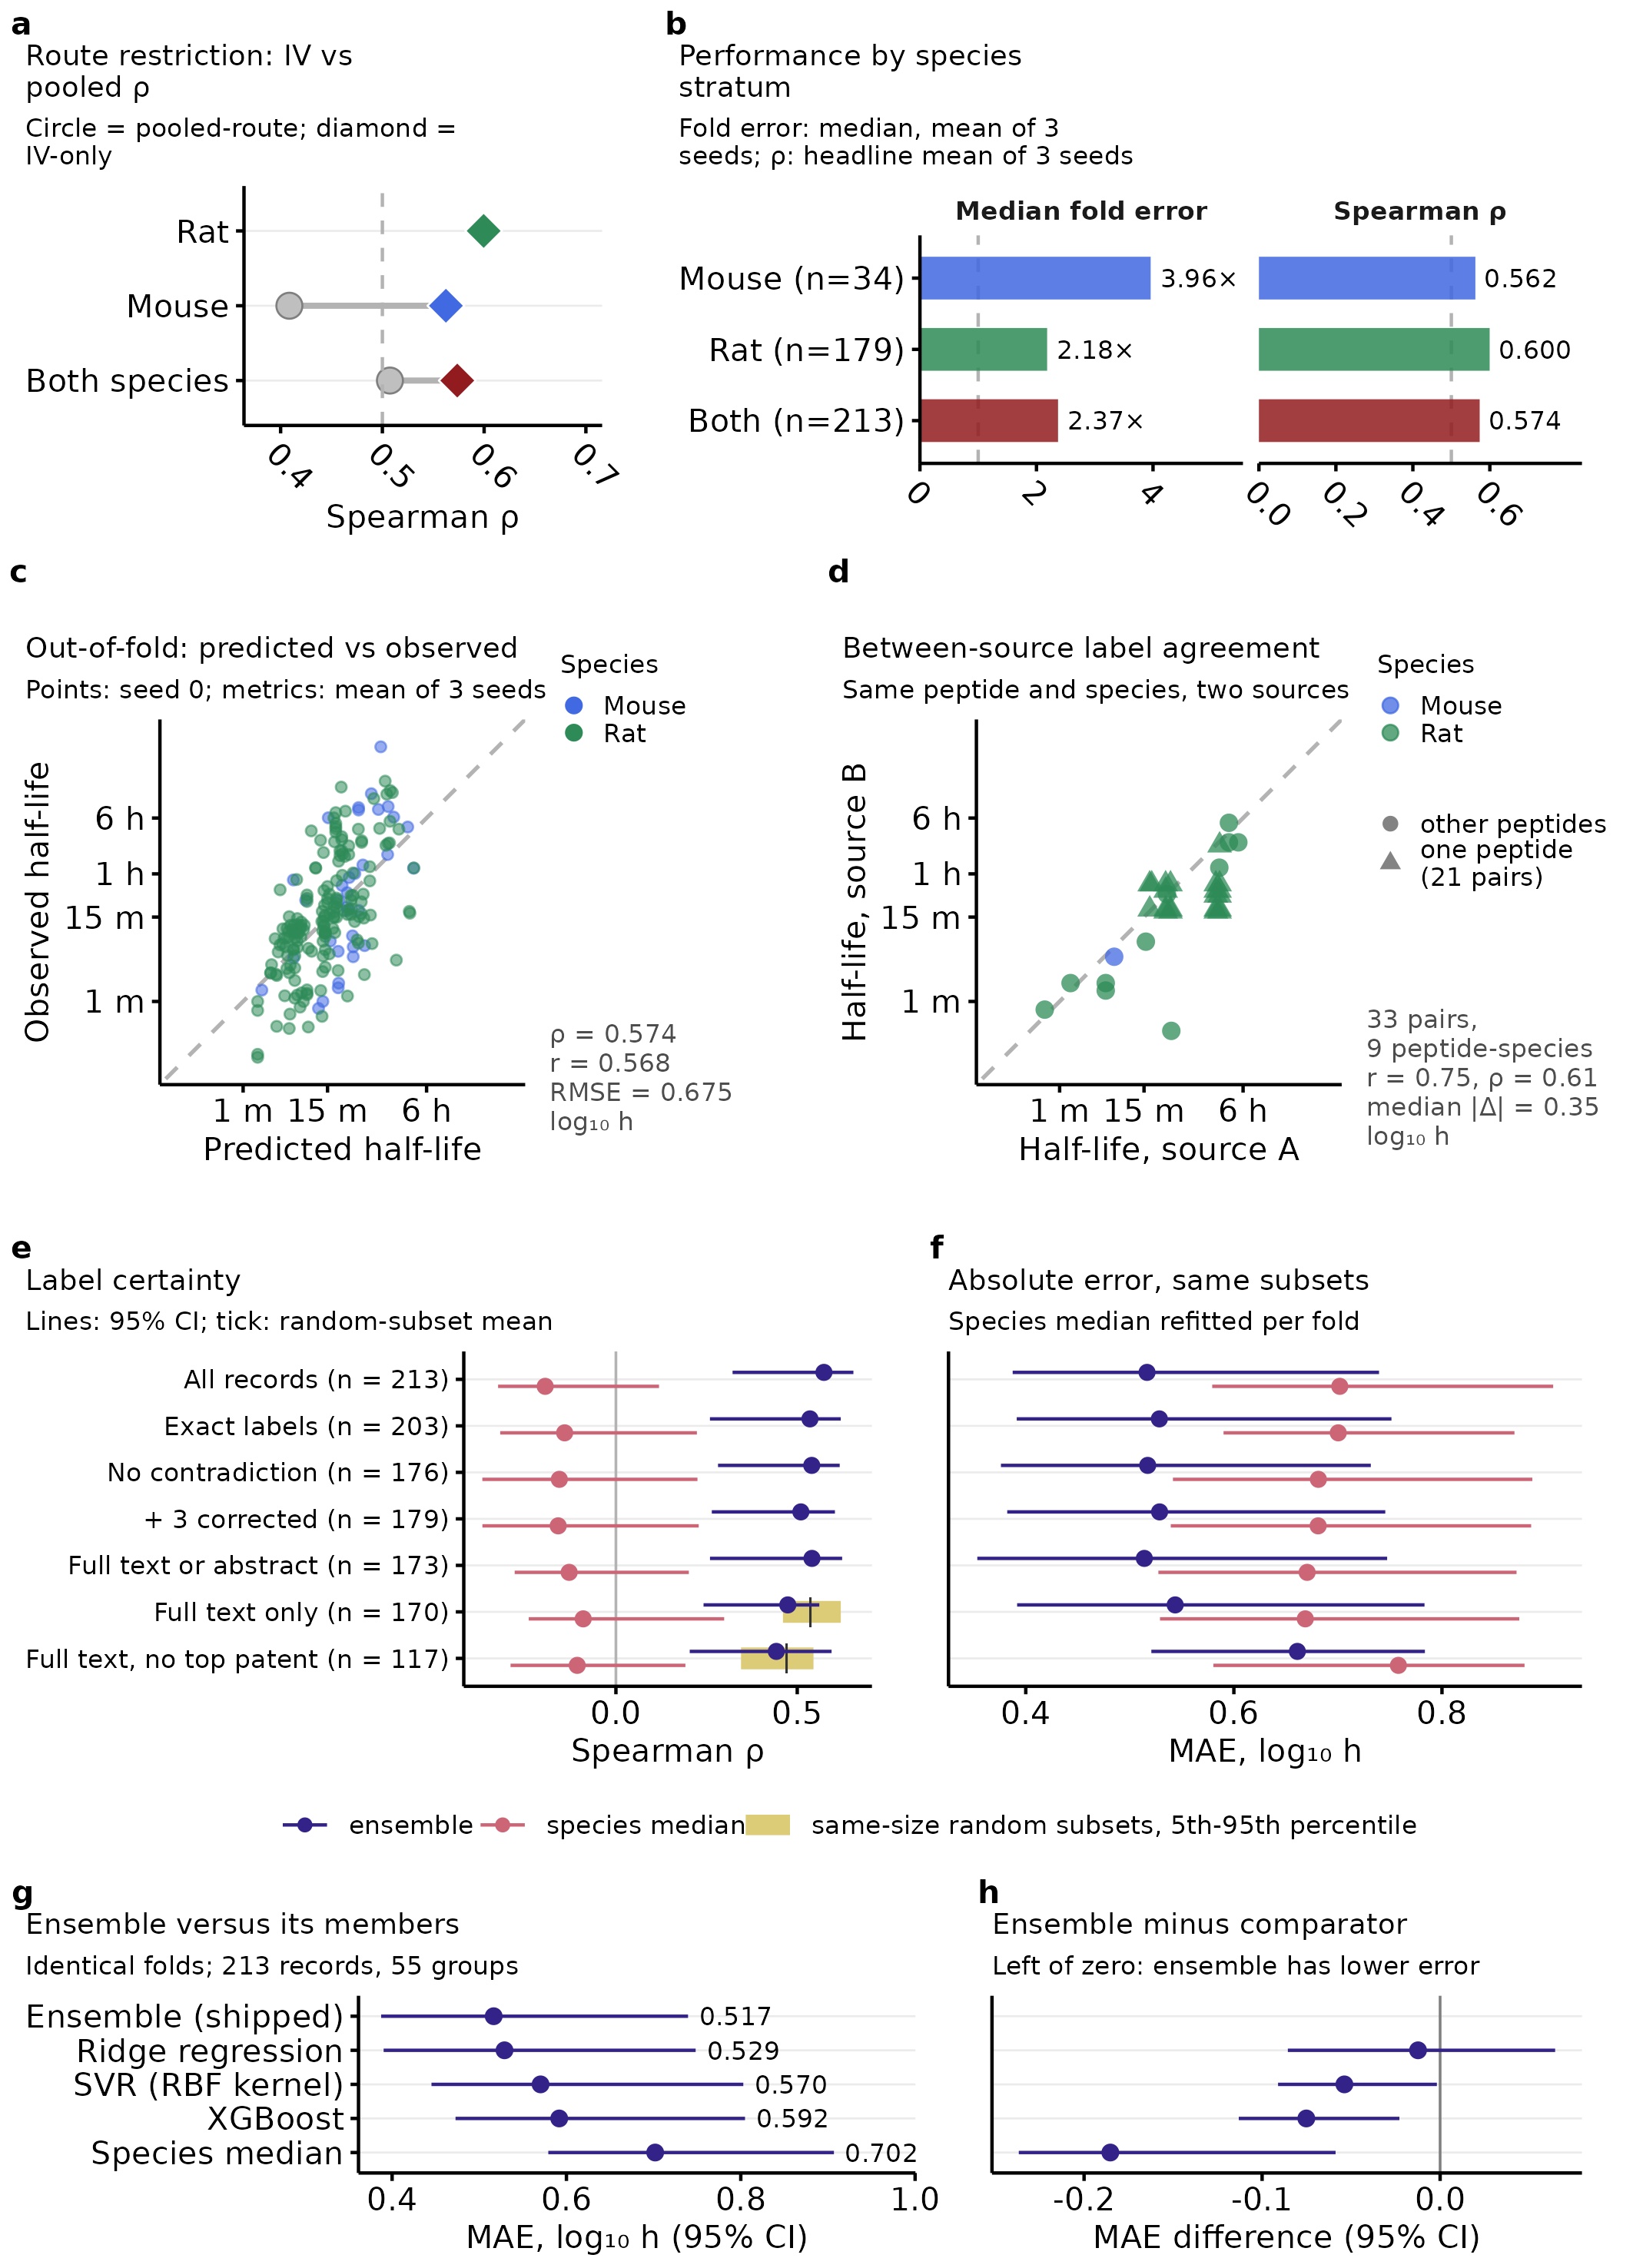 a
Route restriction: IV vs
pooled ρ
Circle = pooled-route; diamond =
IV-only
Rat
Mouse
Both species
0.4
0.5
0.6
0.7
Spearman ρ
b
Performance by species
stratum
Fold error: median, mean of 3
seeds; ρ: headline mean of 3 seeds
Median fold error
Spearman ρ
Mouse (n=34)
3.96×
0.562
Rat (n=179)
2.18×
0.600
Both (n=213)
2.37×
0.574
0
2
4
0.0
0.2
0.4
0.6
c
Out-of-fold: predicted vs observed
Points: seed 0; metrics: mean of 3 seeds
Species
Mouse
Rat
Observed half-life
6 h
1 h
15 m
1 m
ρ = 0.574
r = 0.568
RMSE = 0.675
log₁₀ h
1 m 15 m 6 h
Predicted half-life
d
Between-source label agreement
Same peptide and species, two sources
Species
Mouse
Rat
other peptides
one peptide
(21 pairs)
Half-life, source B
6 h
1 h
15 m
1 m
33 pairs,
9 peptide-species
r = 0.75, ρ = 0.61
median |Δ| = 0.35
log₁₀ h
1 m 15 m 6 h
Half-life, source A
e
Label certainty
Lines: 95% CI; tick: random-subset mean
All records (n = 213)
Exact labels (n = 203)
No contradiction (n = 176)
+ 3 corrected (n = 179)
Full text or abstract (n = 173)
Full text only (n = 170)
Full text, no top patent (n = 117)
0.0 0.5
Spearman ρ
f
Absolute error, same subsets
Species median refitted per fold
0.4 0.6 0.8
MAE, log₁₀ h
ensemble species median same-size random subsets, 5th-95th percentile
g
Ensemble versus its members
Identical folds; 213 records, 55 groups
Ensemble (shipped) 0.517
Ridge regression 0.529
SVR (RBF kernel) 0.570
XGBoost 0.592
Species median 0.702
0.4 0.6 0.8 1.0
MAE, log₁₀ h (95% CI)
h
Ensemble minus comparator
Left of zero: ensemble has lower error
-0.2 -0.1 0.0
MAE difference (95% CI)